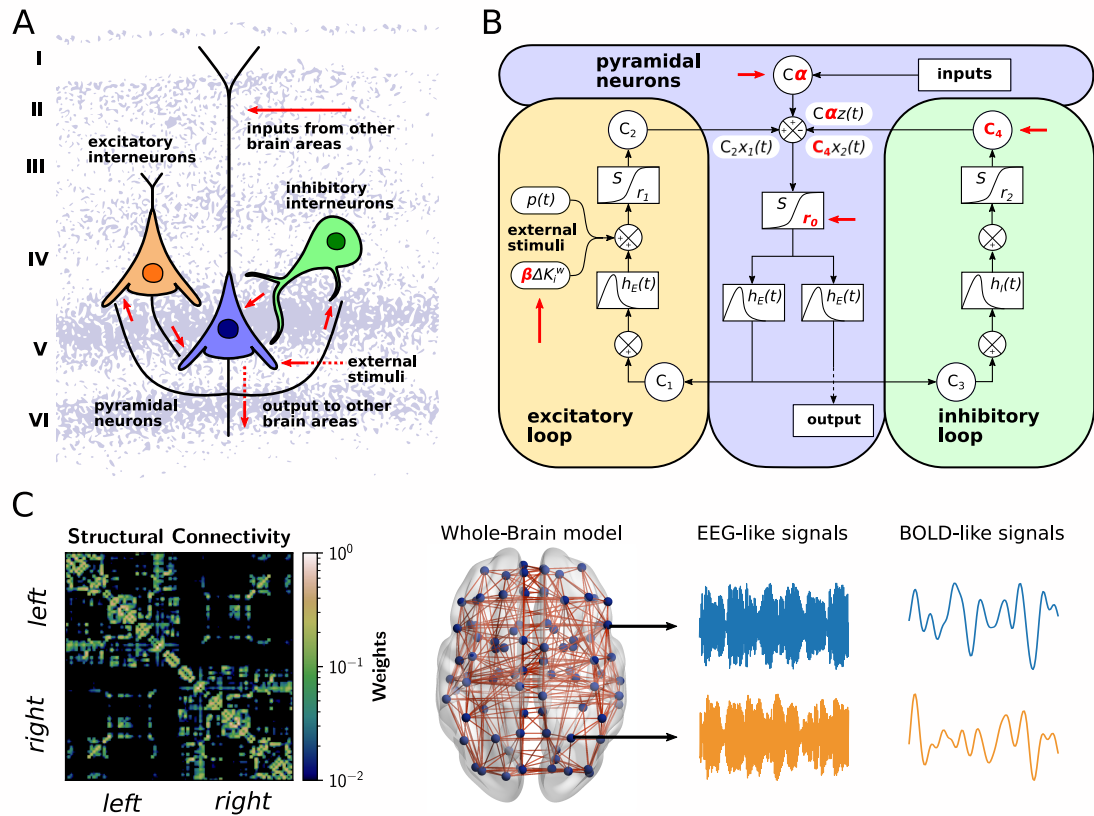 A
I
II
III
IV
V
VI
inputs from other
brain areas
excitatory
interneurons
inhibitory
interneurons
external
stimuli
pyramidal
neurons
output to other
brain areas
B
pyramidal
neurons
Cα
inputs
Cαz(t)
C₂
C₂x₁(t)
C₄x₂(t)
C₄
S
r₁
S
r₀
S
r₂
p(t)
external
stimuli
βΔKᵢʷ
hE(t)
hE(t)
hE(t)
hI(t)
C₁
C₃
output
excitatory
loop
inhibitory
loop
C
Structural Connectivity
left
right
left
right
10⁰
10⁻¹
10⁻²
Weights
Whole-Brain model
EEG-like signals
BOLD-like signals